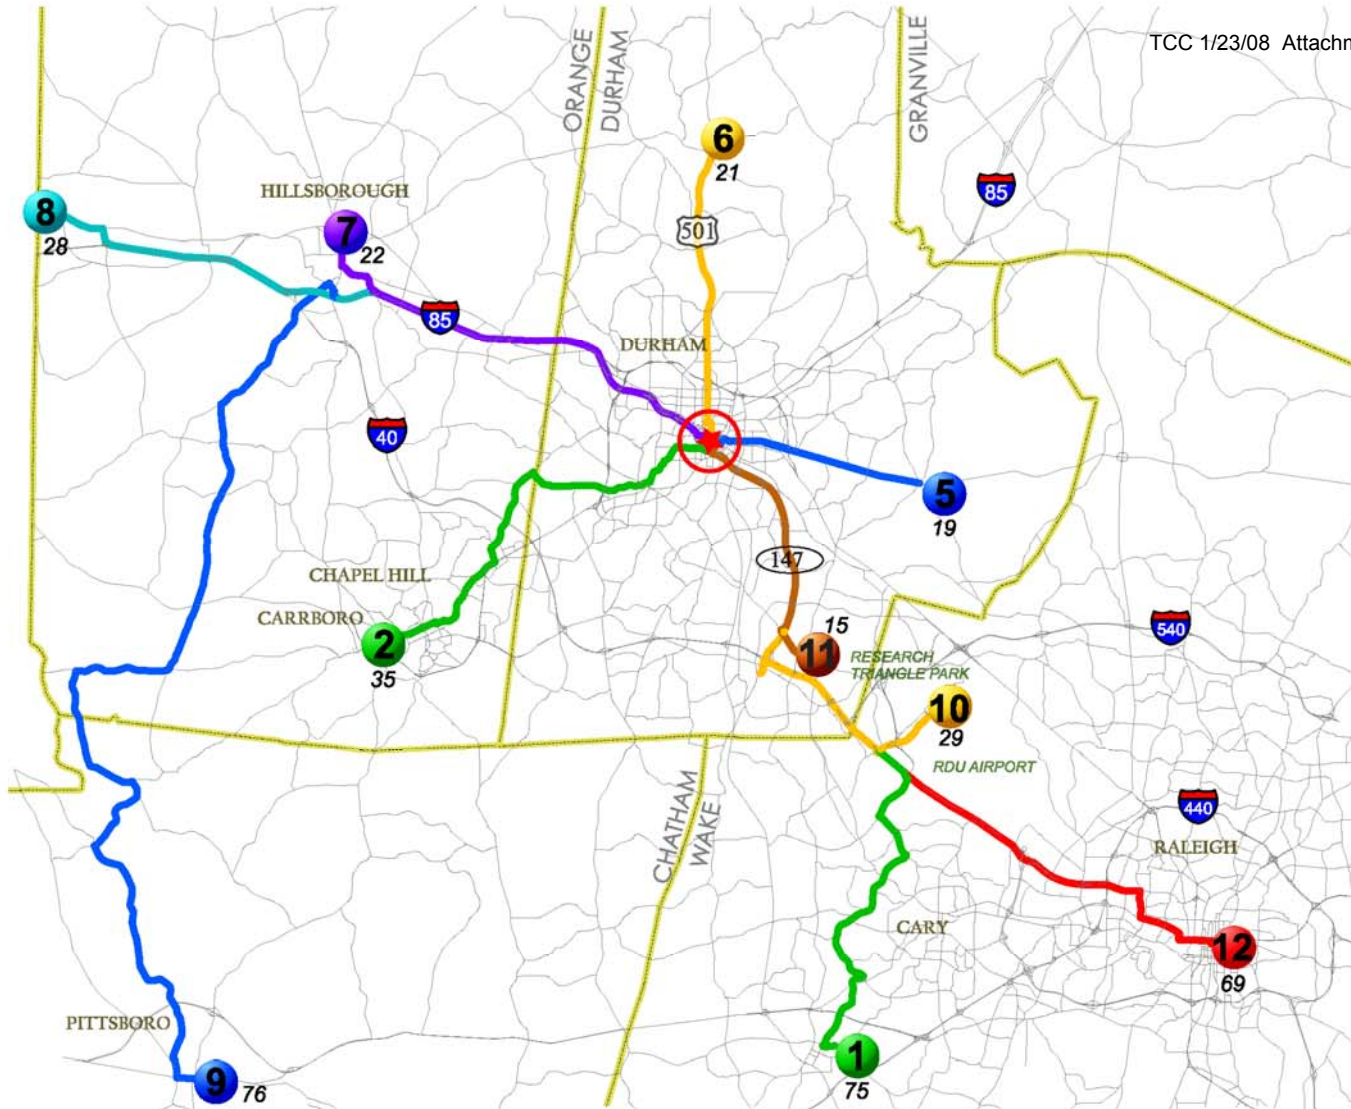 TCC 1/23/08 Attachm
ORANGE
DURHAM
GRANVILLE
6
21
85
HILLSBOROUGH
8
28
7
22
501
85
DURHAM
40
5
19
147
CHAPEL HILL
CARRBORO
2
35
15
11
RESEARCH
TRIANGLE PARK
540
10
29
RDU AIRPORT
CHATHAM
WAKE
440
RALEIGH
CARY
12
69
PITTSBORO
9
76
1
75